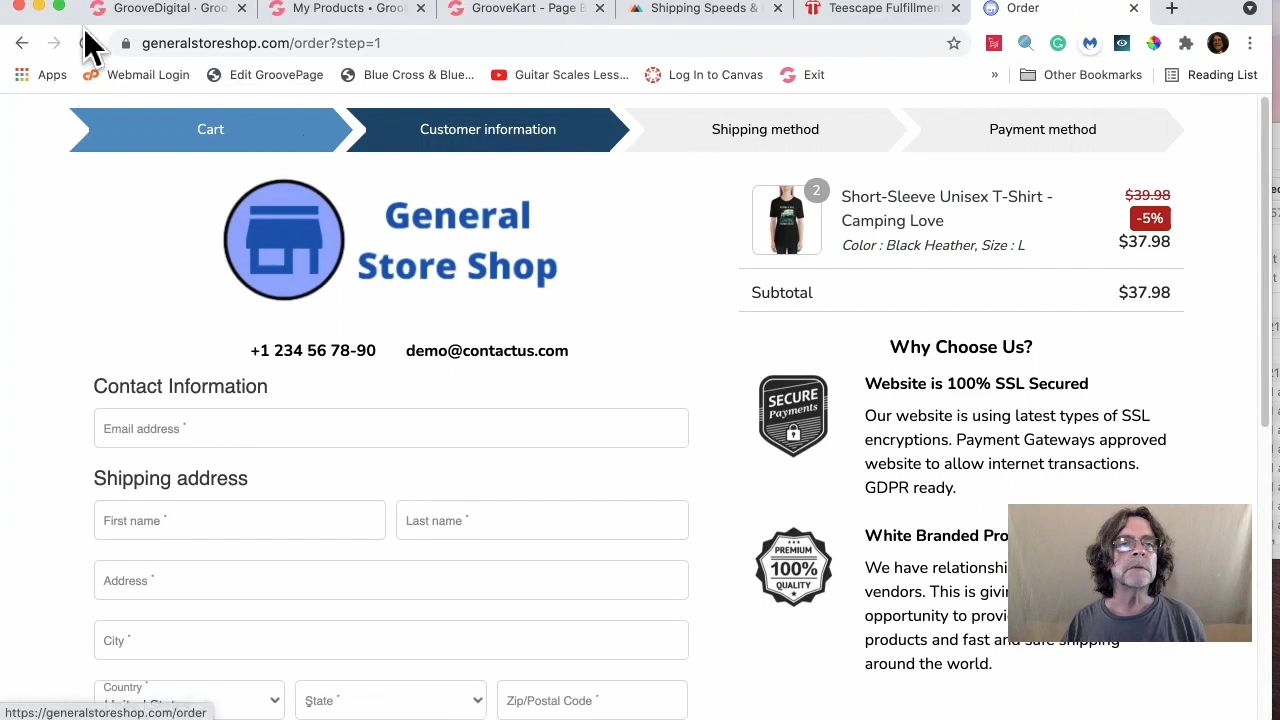 GrooveDigital · Groo
My Products • Groo
GrooveKart - Page B
Shipping Speeds &
Teescape Fulfillmen
Order
generalstoreshop.com/order?step=1
Apps
Webmail Login
Edit GroovePage
Blue Cross & Blue...
Guitar Scales Less...
Log In to Canvas
Exit
»
Other Bookmarks
Reading List
Cart
Customer information
Shipping method
Payment method
General
Store Shop
+1 234 56 78-90
demo@contactus.com
Contact Information
Email address *
Shipping address
First name *
Last name *
Address *
City *
Country *
State *
Zip/Postal Code *
https://generalstoreshop.com/order
2
Short-Sleeve Unisex T-Shirt -
Camping Love
Color : Black Heather, Size : L
$39.98
-5%
$37.98
Subtotal
$37.98
Why Choose Us?
SECURE
Payments
Website is 100% SSL Secured
Our website is using latest types of SSL
encryptions. Payment Gateways approved
website to allow internet transactions.
GDPR ready.
PREMIUM
100%
QUALITY
White Branded Pro
We have relationshi
vendors. This is givi
opportunity to provi
products and fast and safe shipping
around the world.